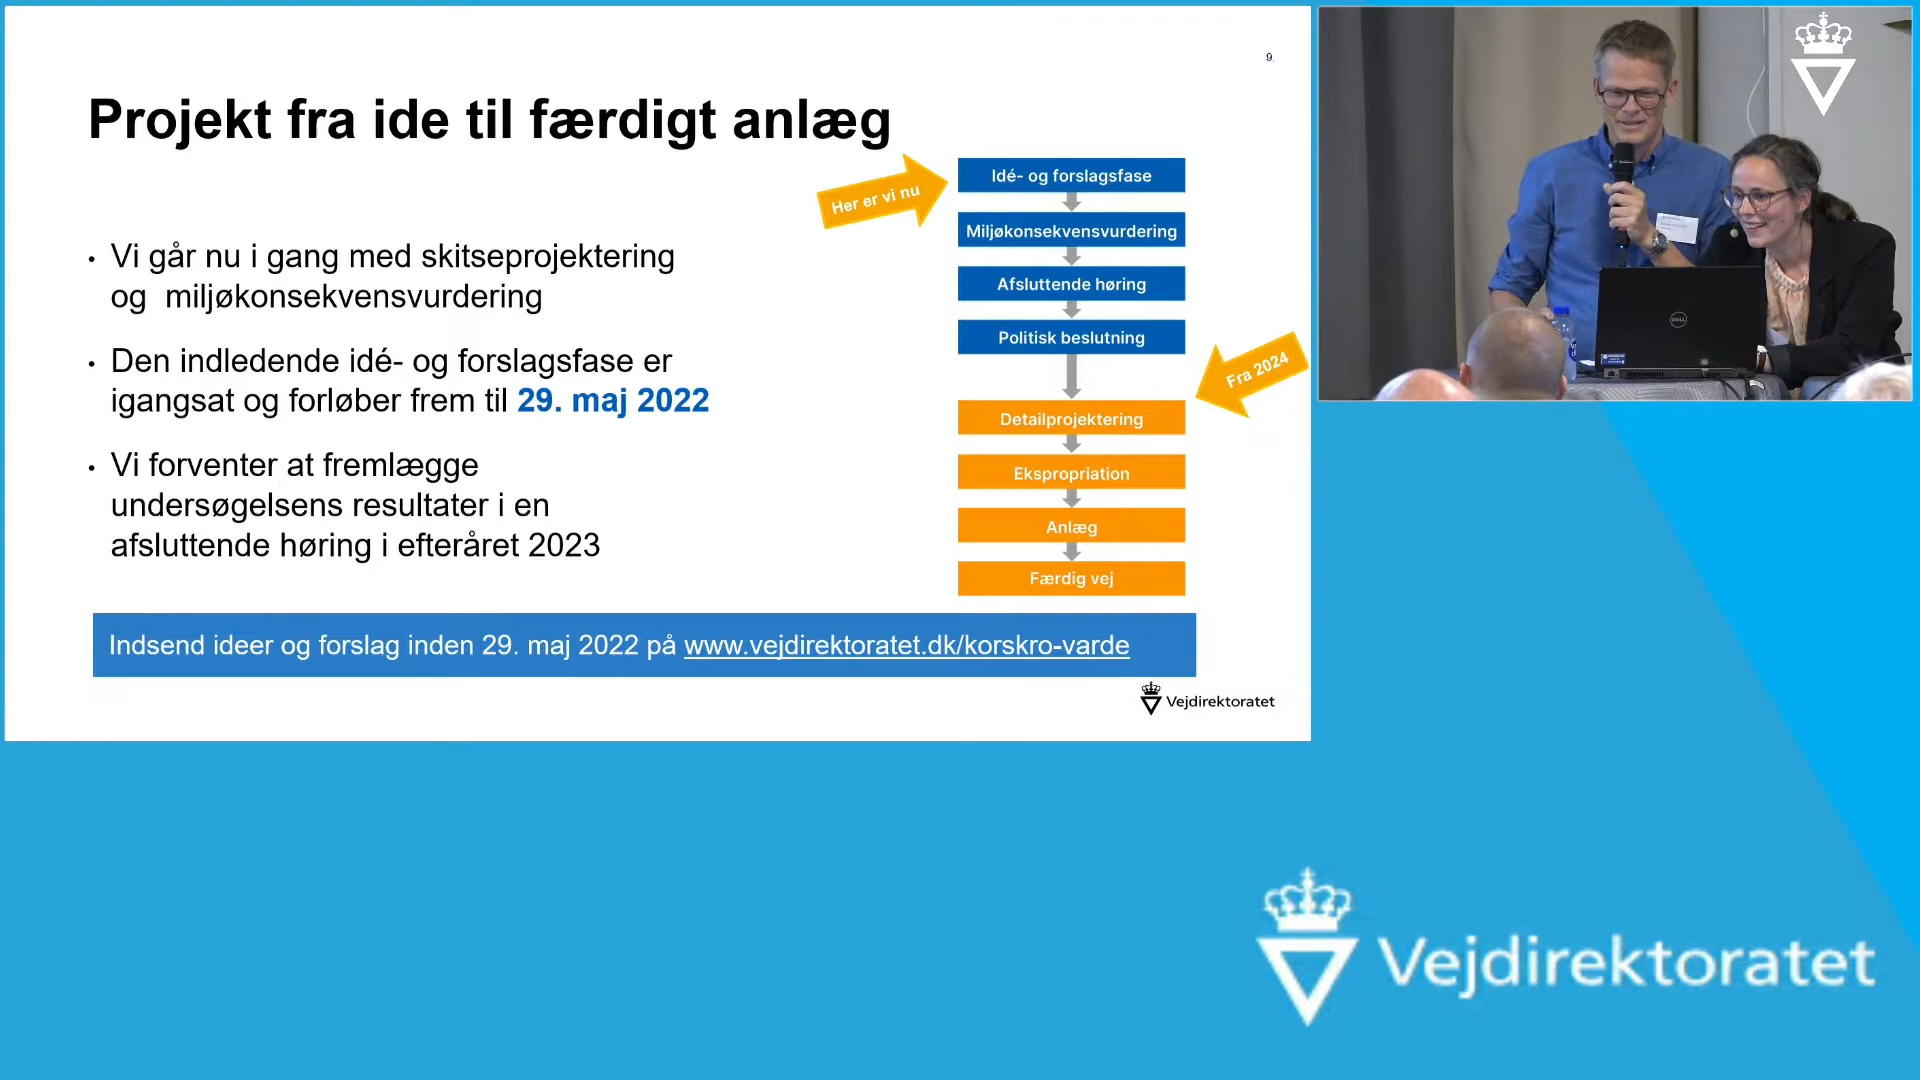 9.
Projekt fra ide til færdigt anlæg
Her er vi nu
• Vi går nu i gang med skitseprojektering
og miljøkonsekvensvurdering
• Den indledende idé- og forslagsfase er
igangsat og forløber frem til 29. maj 2022
• Vi forventer at fremlægge
undersøgelsens resultater i en
afsluttende høring i efteråret 2023
Idé- og forslagsfase
Miljøkonsekvensvurdering
Afsluttende høring
Politisk beslutning
Fra 2024
Detailprojektering
Ekspropriation
Anlæg
Færdig vej
Indsend ideer og forslag inden 29. maj 2022 på www.vejdirektoratet.dk/korskro-varde
Vejdirektoratet
DELL
Vejdirektoratet